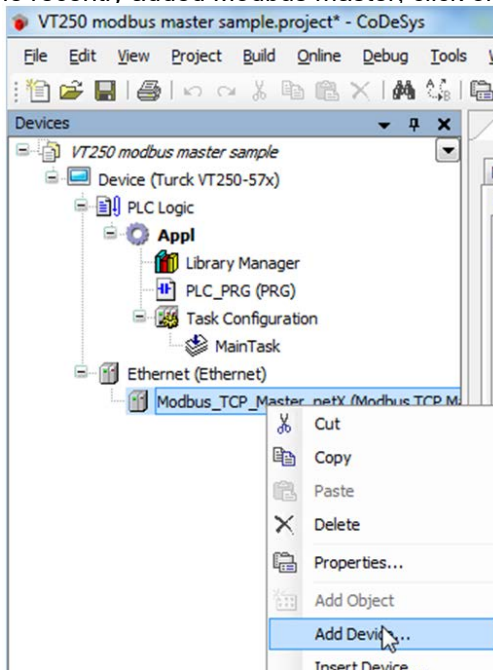 VT250 modbus master sample.project* - CoDeSys
File Edit View Project Build Online Debug Tools
Devices
VT250 modbus master sample
Device (Turck VT250-57x)
PLC Logic
Appl
Library Manager
PLC_PRG (PRG)
Task Configuration
MainTask
Ethernet (Ethernet)
Modbus_TCP_Master_netX (Modbus TCP Ma
Cut
Copy
Paste
Delete
Properties...
Add Object
Add Device...
Insert Device